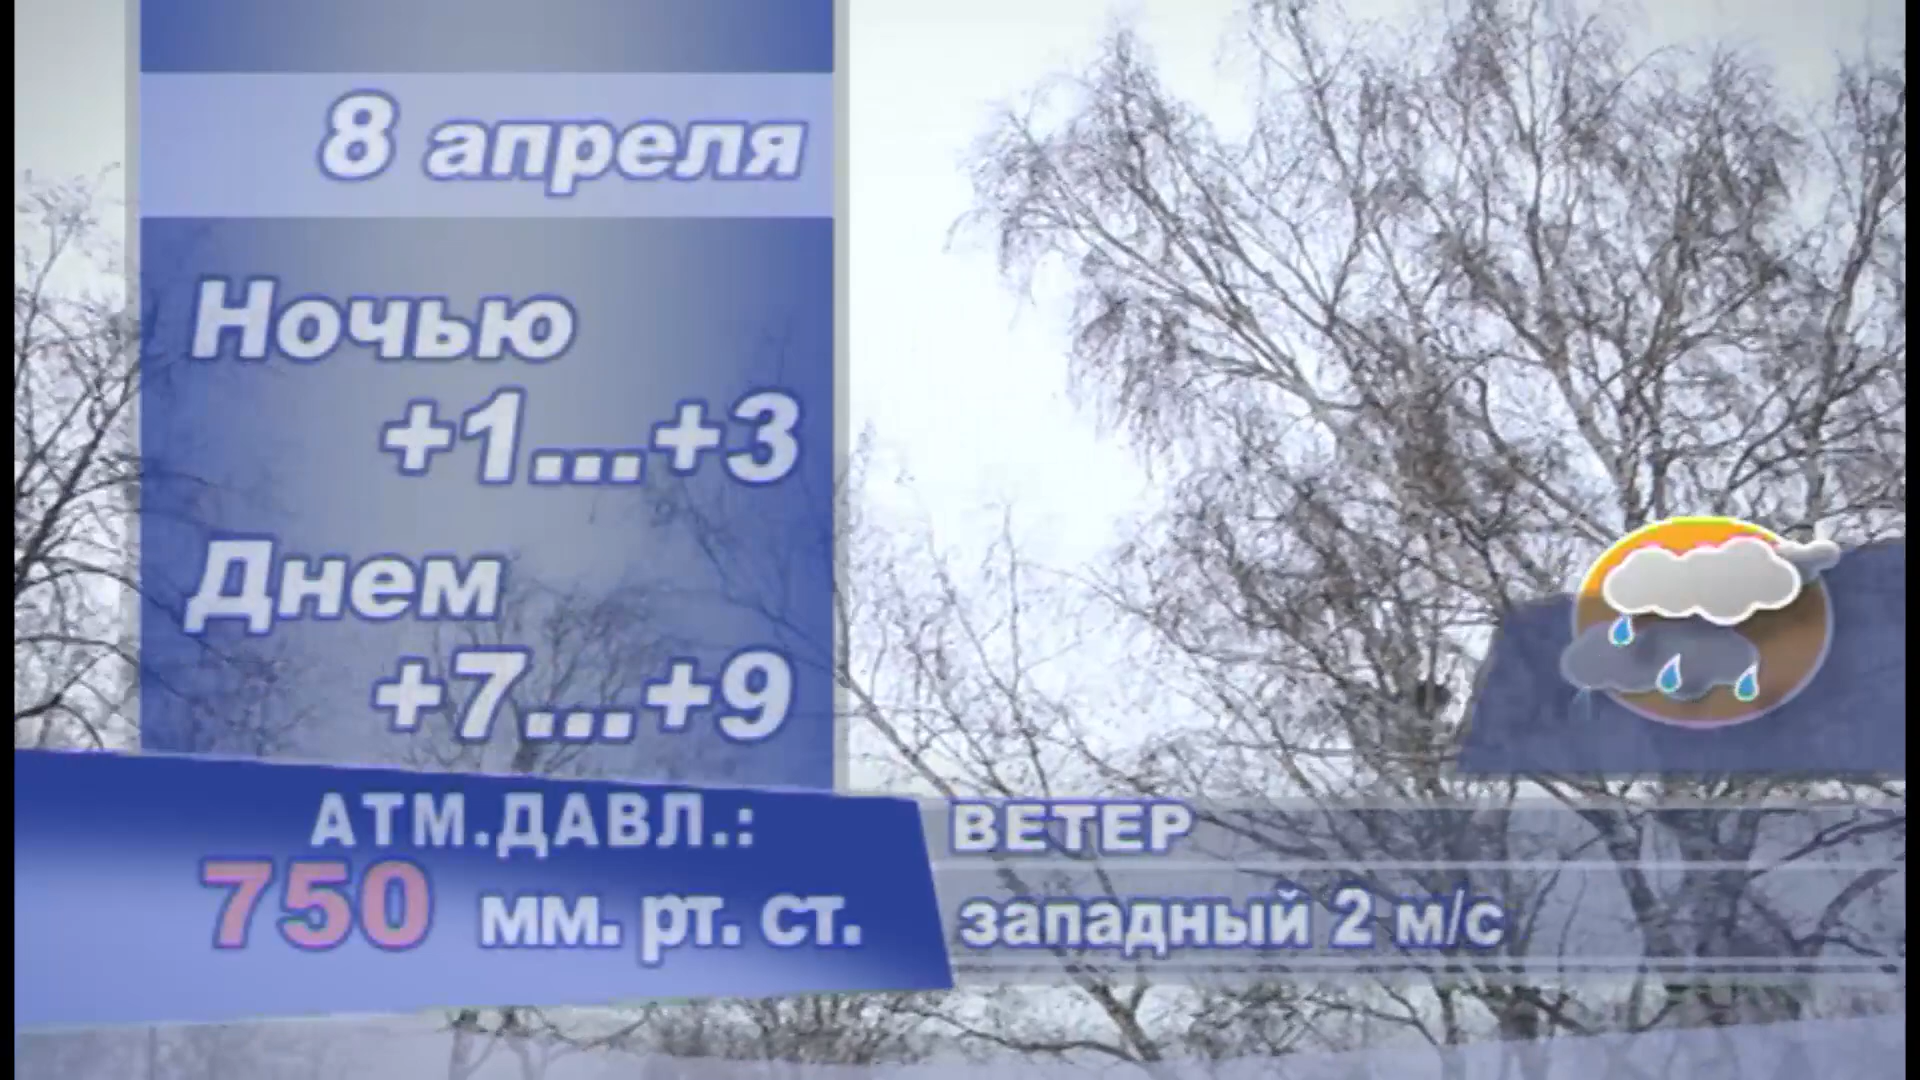 8 апреля
Ночью
+1...+3
Днем
+7...+9
АТМ.ДАВЛ.:
750 мм. рт. ст.
ВЕТЕР
западный 2 м/с